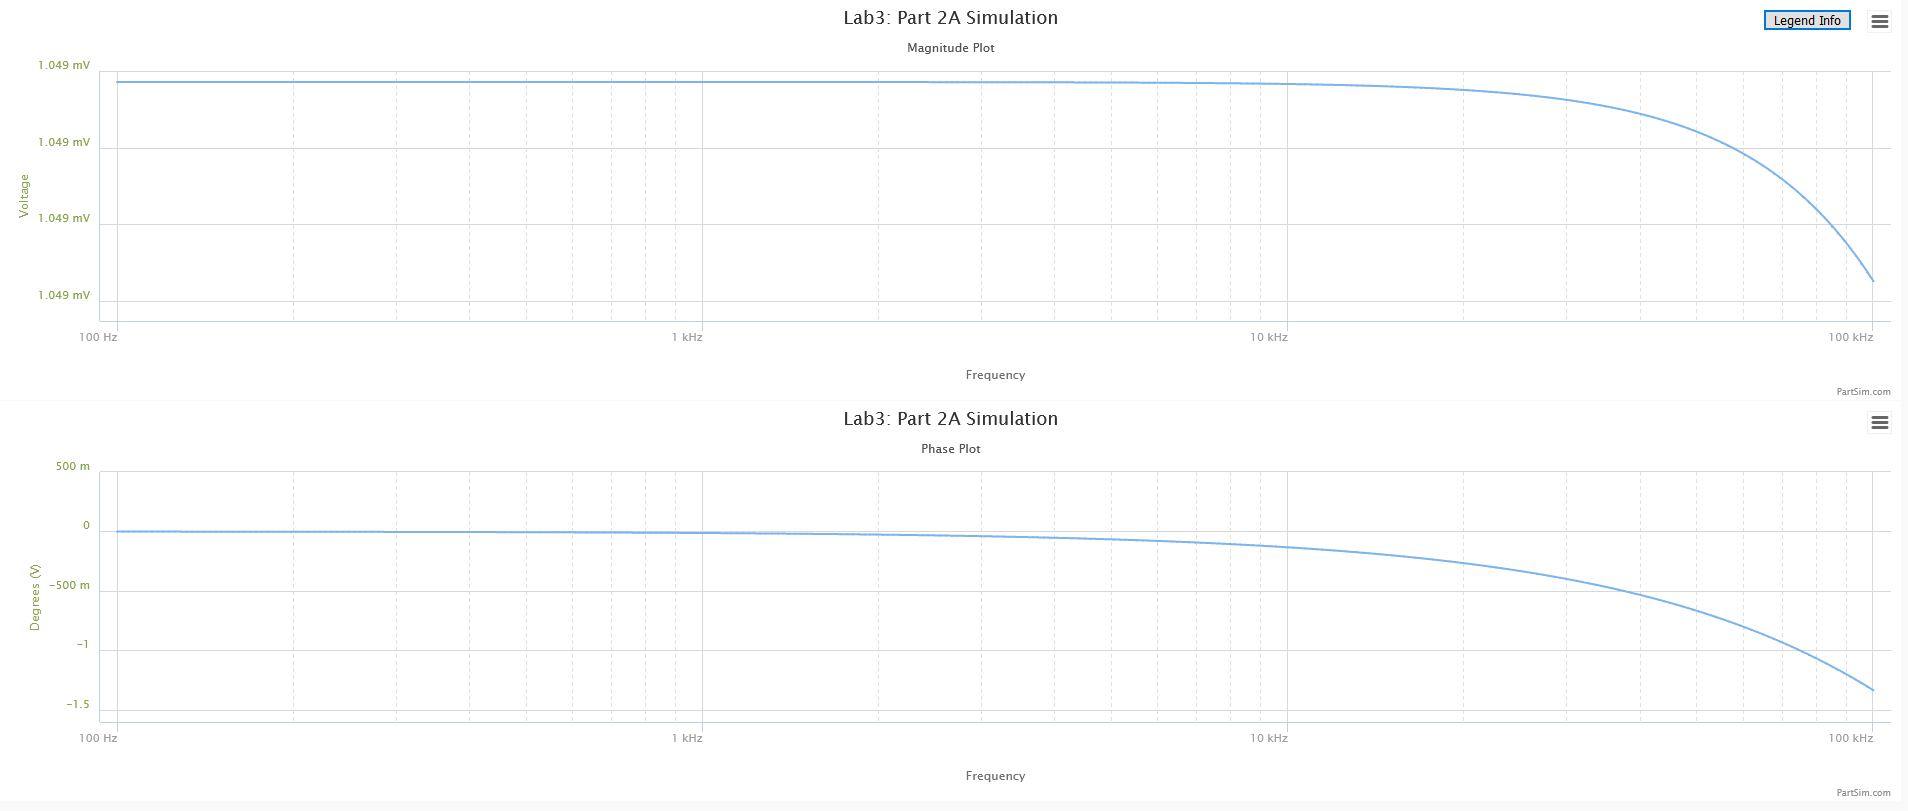 Lab3: Part 2A Simulation
Legend Info
Magnitude Plot
1.049 mV
1.049 mV
1.049 mV
1.049 mV
Voltage
100 Hz 1 kHz 10 kHz 100 kHz
Frequency
PartSim.com
Lab3: Part 2A Simulation
Phase Plot
500 m
0
-500 m
-1
-1.5
Degrees (V)
100 Hz 1 kHz 10 kHz 100 kHz
Frequency
PartSim.com